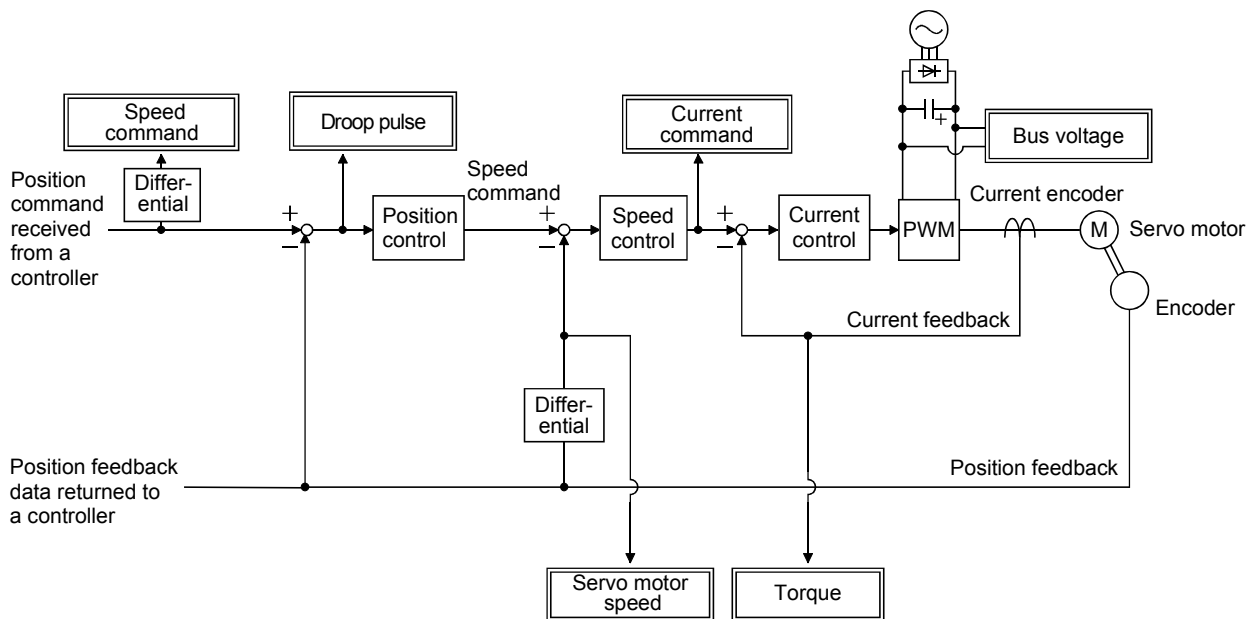 Speed
command
Droop pulse
Current
command
Bus voltage
Position
command
received
from a
controller
Differ-
ential
+
−
Position
control
Speed
command
+
−
Speed
control
+
−
Current
control
PWM
+
Current encoder
M
Servo motor
Encoder
Current feedback
Differ-
ential
Position feedback
data returned to
a controller
Position feedback
Servo motor
speed
Torque